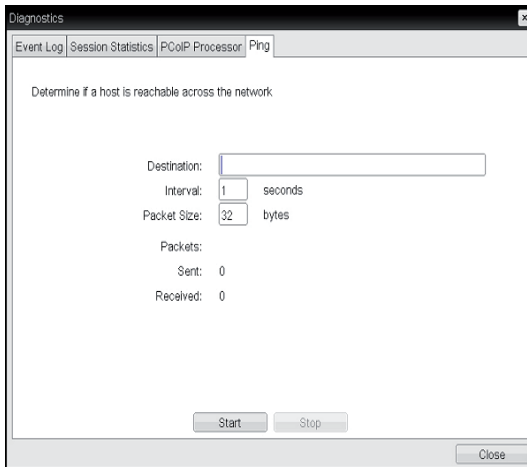 Diagnostics
Event Log Session Statistics PCoIP Processor Ping
Determine if a host is reachable across the network
Destination:
Interval: 1 seconds
Packet Size: 32 bytes
Packets:
Sent: 0
Received: 0
Start Stop
Close